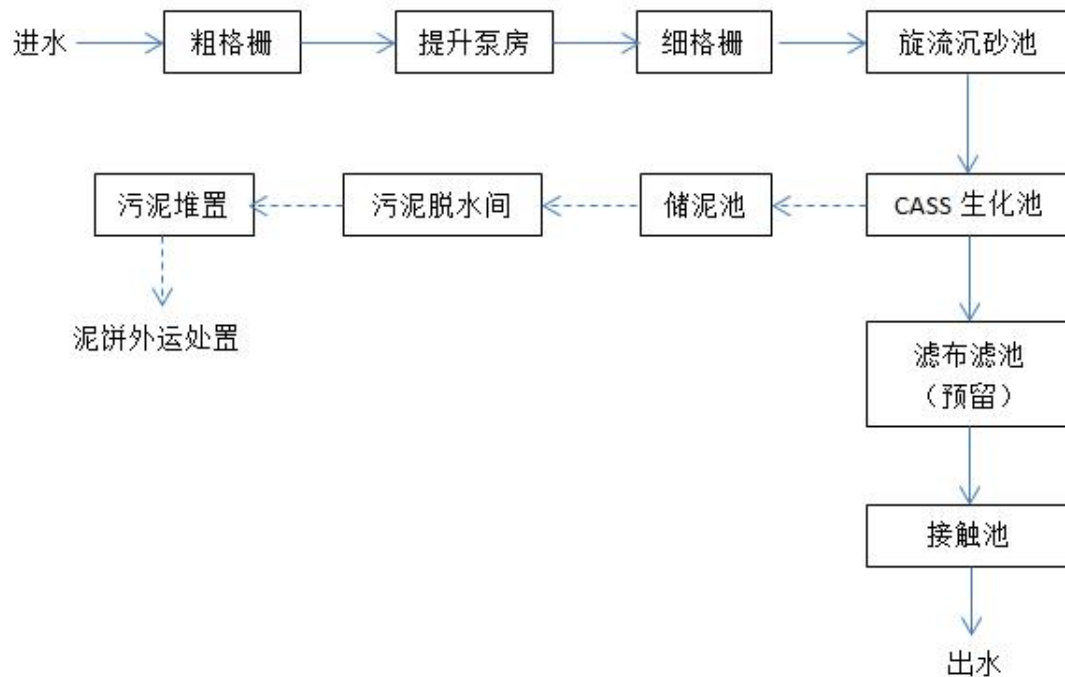 进水
粗格栅
提升泵房
细格栅
旋流沉砂池
污泥堆置
污泥脱水间
储泥池
CASS 生化池
泥饼外运处置
滤布滤池
（预留）
接触池
出水